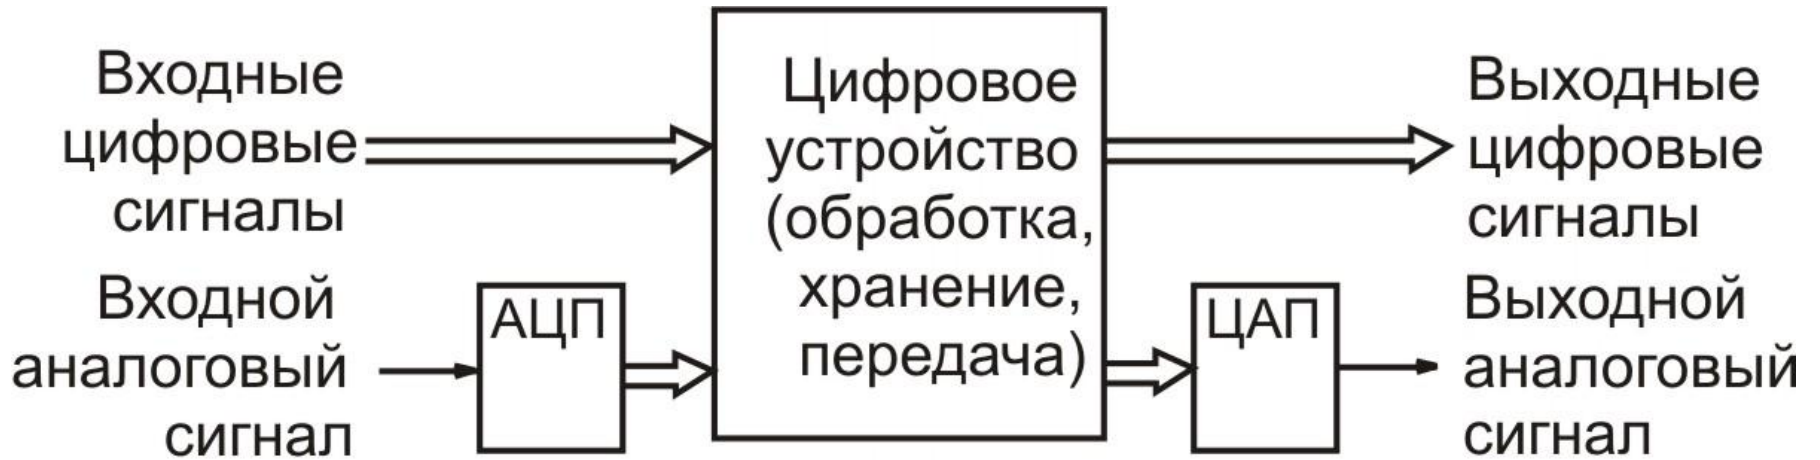 Входные
цифровые
сигналы
Входной
аналоговый
сигнал
АЦП
Цифровое
устройство
(обработка,
хранение,
передача)
ЦАП
Выходные
цифровые
сигналы
Выходной
аналоговый
сигнал